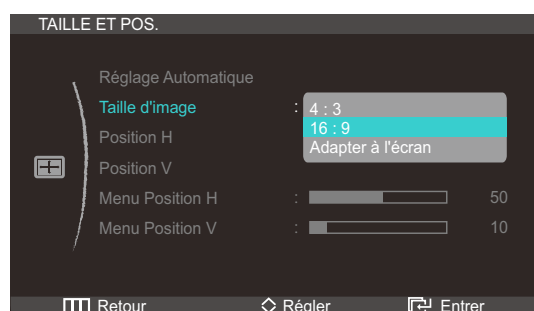 TAILLE ET POS.
Réglage Automatique
Taille d'image : 4 : 3
16 : 9
Adapter à l'écran
Position H
Position V
Menu Position H : 50
Menu Position V : 10
Retour Régler Entrer